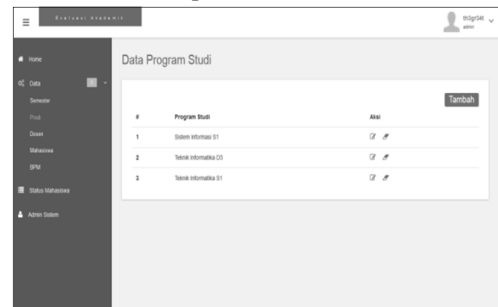 Evaluasi Akademik
th3gr34t
admin
Home
Data
Semester
Prodi
Dosen
Mahasiswa
BPM
Status Mahasiswa
Admin Sistem
Data Program Studi
Tambah
# Program Studi Aksi
1 Sistem Informasi S1
2 Teknik Informatika D3
3 Teknik Informatika S1